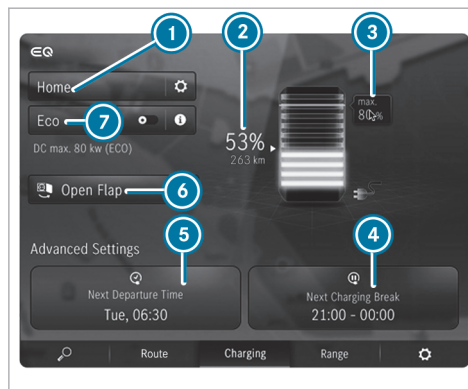 1
2
3
EQ
Home
Eco
7
DC max. 80 kw (ECO)
53%
263 km
max.
80 %
Open Flap
6
Advanced Settings
5
4
Next Departure Time
Tue, 06:30
Next Charging Break
21:00 - 00:00
Route
Charging
Range